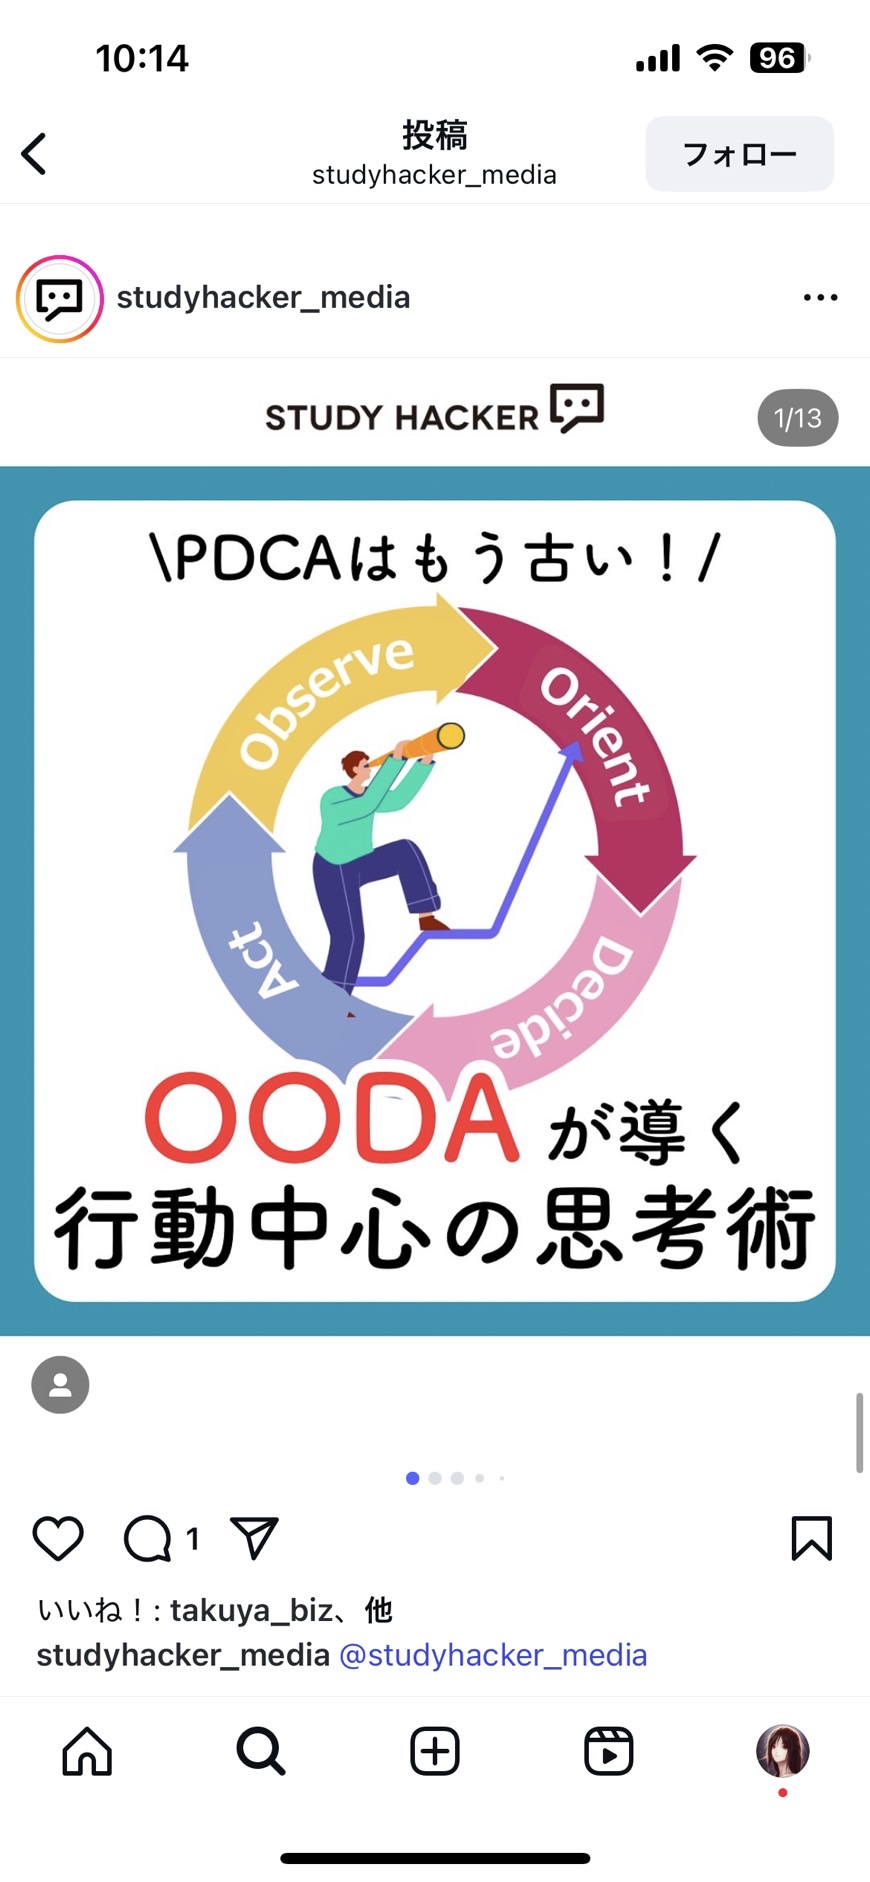 10:14
96
投稿
studyhacker_media
フォロー
studyhacker_media
STUDY HACKER
1/13
\PDCAはもう古い！/
Observe
Orient
Decide
Act
OODAが導く
行動中心の思考術
1
いいね！: takuya_biz、他
studyhacker_media @studyhacker_media